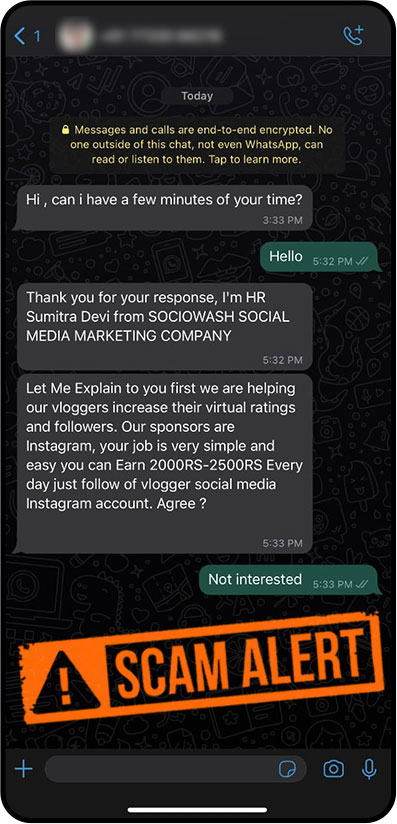 1
Today
Messages and calls are end-to-end encrypted. No
one outside of this chat, not even WhatsApp, can
read or listen to them. Tap to learn more.
Hi , can i have a few minutes of your time?
3:33 PM
Hello 5:32 PM
Thank you for your response, I'm HR
Sumitra Devi from SOCIOWASH SOCIAL
MEDIA MARKETING COMPANY
5:32 PM
Let Me Explain to you first we are helping
our vloggers increase their virtual ratings
and followers. Our sponsors are
Instagram, your job is very simple and
easy you can Earn 2000RS-2500RS Every
day just follow of vlogger social media
Instagram account. Agree ?
5:33 PM
Not interested 5:33 PM
SCAM ALERT